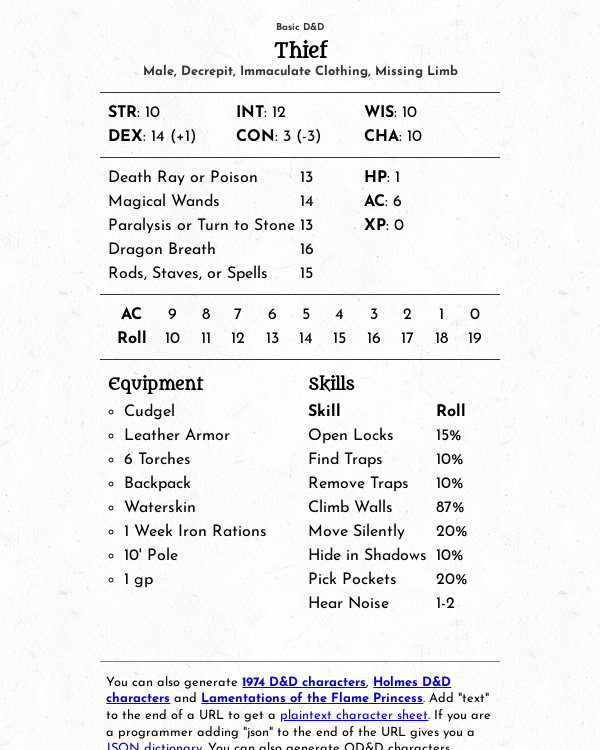 Basic D&D
Thief
Male, Decrepit, Immaculate Clothing, Missing Limb
STR: 10 INT: 12 WIS: 10
DEX: 14 (+1) CON: 3 (-3) CHA: 10
Death Ray or Poison 13 HP: 1
Magical Wands 14 AC: 6
Paralysis or Turn to Stone 13 XP: 0
Dragon Breath 16
Rods, Staves, or Spells 15
AC 9 8 7 6 5 4 3 2 1 0
Roll 10 11 12 13 14 15 16 17 18 19
Equipment
Cudgel
Leather Armor
6 Torches
Backpack
Waterskin
1 Week Iron Rations
10' Pole
1 gp
Skills
Skill Roll
Open Locks 15%
Find Traps 10%
Remove Traps 10%
Climb Walls 87%
Move Silently 20%
Hide in Shadows 10%
Pick Pockets 20%
Hear Noise 1-2
You can also generate 1974 D&D characters, Holmes D&D
characters and Lamentations of the Flame Princess. Add "text"
to the end of a URL to get a plaintext character sheet. If you are
a programmer adding "json" to the end of the URL gives you a
JSON dictionary. You can also generate OD&D characters